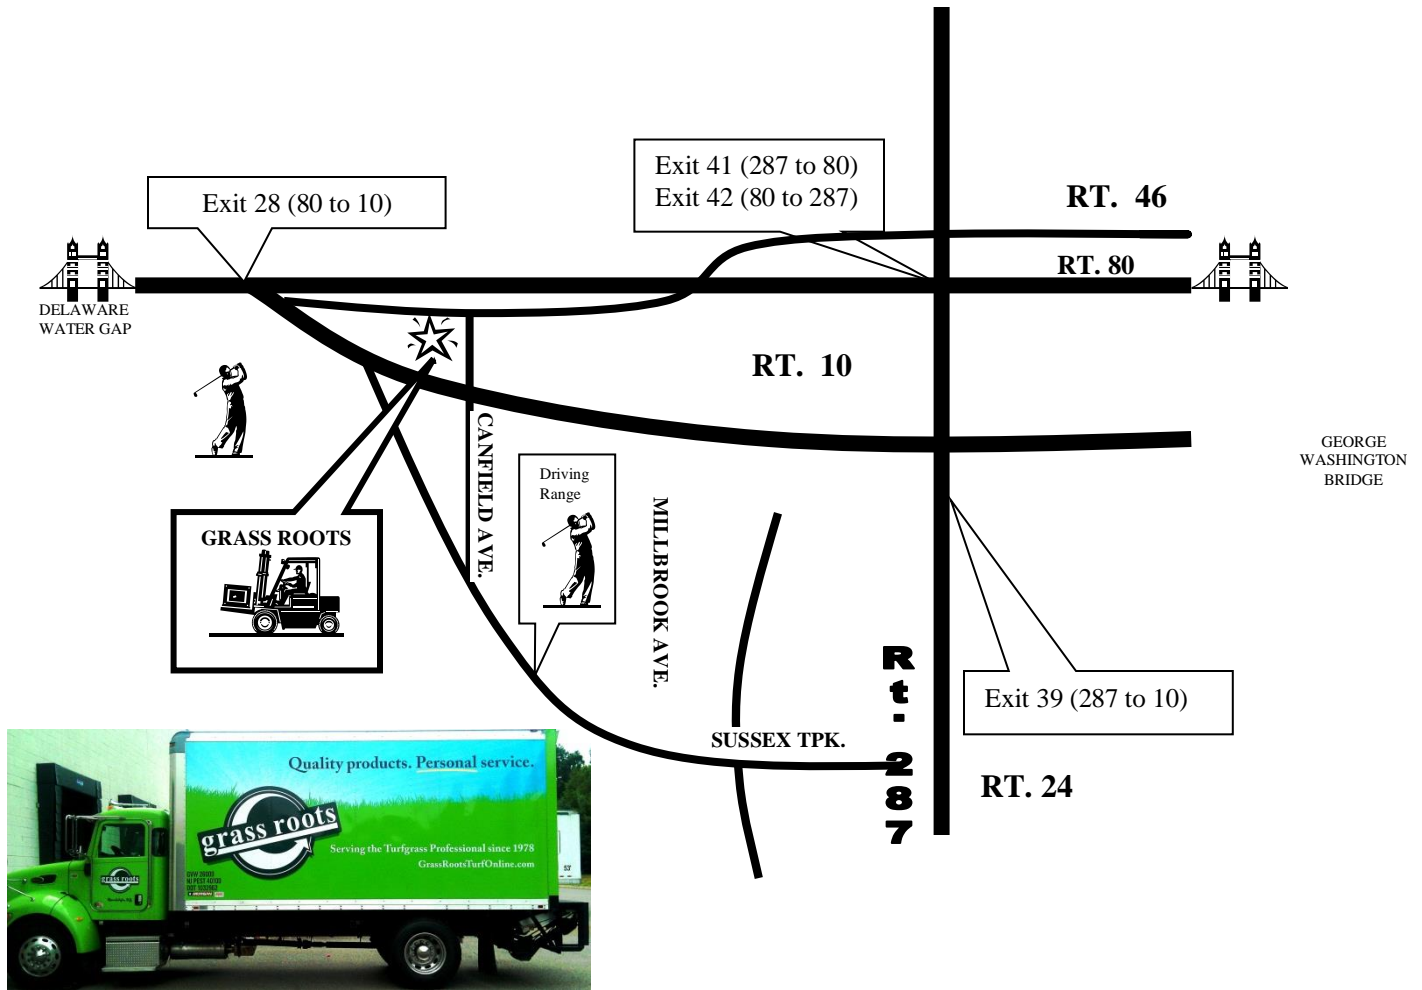 Exit 41 (287 to 80)
Exit 42 (80 to 287)
RT. 46
Exit 28 (80 to 10)
RT. 80
DELAWARE
WATER GAP
RT. 10
GEORGE
WASHINGTON
BRIDGE
CANFIELD AVE.
Driving
Range
MILLBROOK AVE.
GRASS ROOTS
Rt. 287
Exit 39 (287 to 10)
SUSSEX TPK.
RT. 24
Quality products. Personal service.
grass roots
Serving the Turfgrass Professional since 1978
GrassRootsTurfOnline.com
grass roots
53'